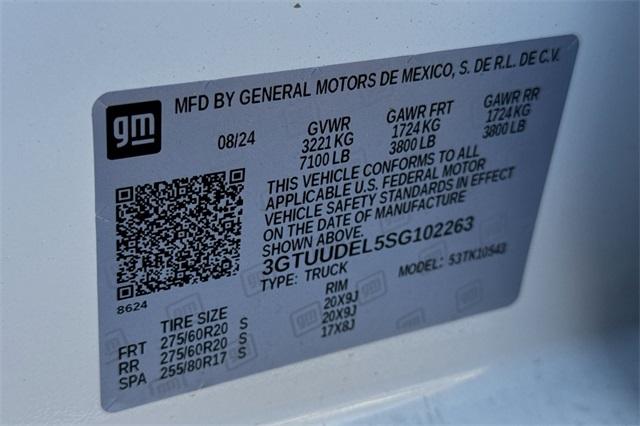 MFD BY GENERAL MOTORS DE MEXICO, S. DE R.L. DE C.V.
gm
08/24
GVWR
3221 KG
7100 LB
GAWR FRT
1724 KG
3800 LB
GAWR RR
1724 KG
3800 LB
THIS VEHICLE CONFORMS TO ALL
APPLICABLE U.S. FEDERAL MOTOR
VEHICLE SAFETY STANDARDS IN EFFECT
ON THE DATE OF MANUFACTURE
SHOWN ABOVE.
3GTUUDEL5SG102263
TYPE: TRUCK
MODEL: 53TK10543
8624
TIRE SIZE RIM
FRT 275/60R20 S 20X9J
RR 275/60R20 S 20X9J
SPA 255/80R17 S 17X8J